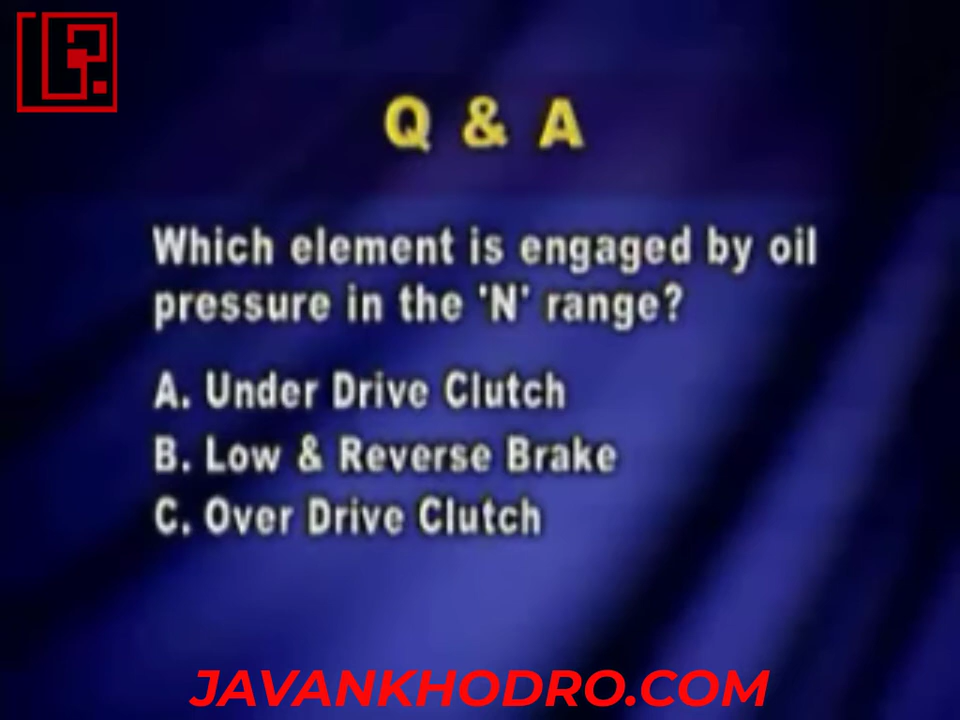 Q & A
Which element is engaged by oil
pressure in the 'N' range?
A. Under Drive Clutch
B. Low & Reverse Brake
C. Over Drive Clutch
JAVANKHODRO.COM